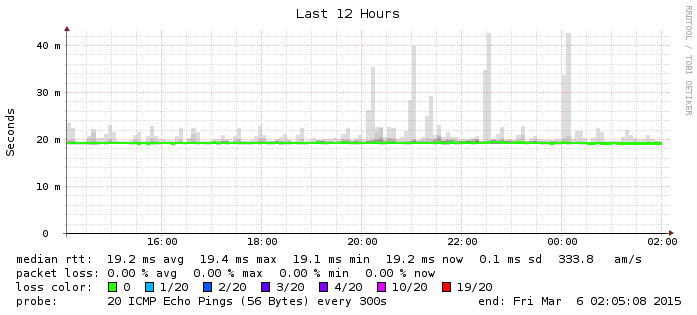 Last 12 Hours
RRDTOOL / TOBI OETIKER
Seconds
40 m
30 m
20 m
10 m
0
16:00 18:00 20:00 22:00 00:00 02:00
median rtt: 19.2 ms avg 19.4 ms max 19.1 ms min 19.2 ms now 0.1 ms sd 333.8 am/s
packet loss: 0.00 % avg 0.00 % max 0.00 % min 0.00 % now
loss color: 0 1/20 2/20 3/20 4/20 10/20 19/20
probe: 20 ICMP Echo Pings (56 Bytes) every 300s end: Fri Mar 6 02:05:08 2015